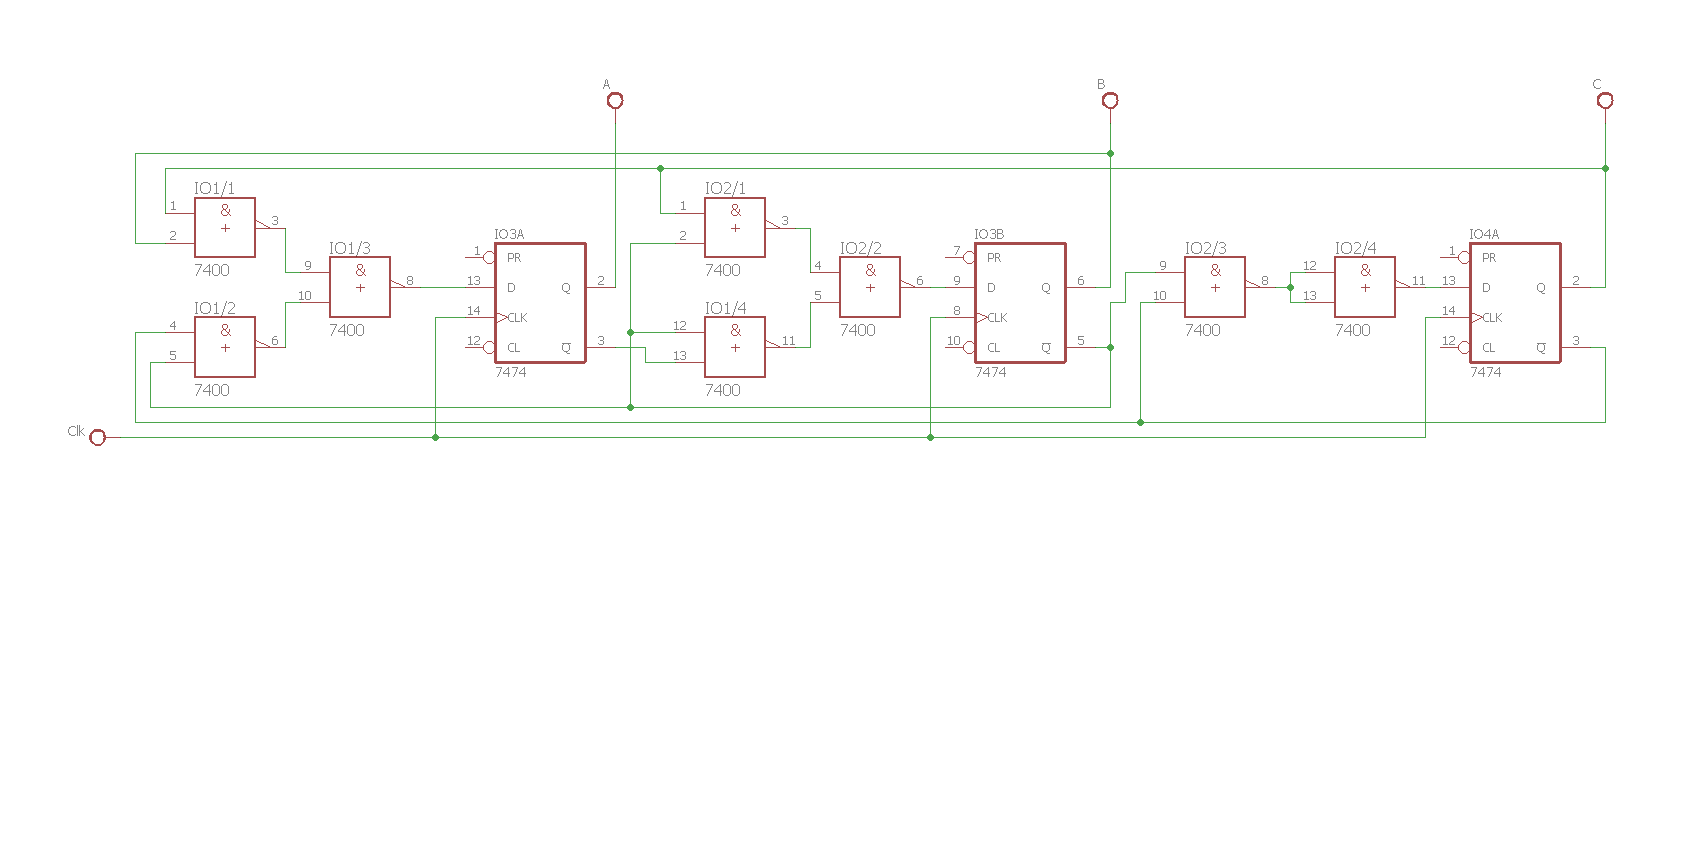 A
B
C
IO1/1
&
+
1
2
3
7400
IO1/2
&
+
4
5
6
7400
IO1/3
&
+
9
10
8
7400
IO3A
1
PR
13
D
Q
2
14
CLK
12
CL
Q
3
7474
IO2/1
&
+
1
2
3
7400
IO1/4
&
+
12
13
11
7400
IO2/2
&
+
4
5
6
7400
IO3B
7
PR
9
D
Q
6
8
CLK
10
CL
Q
5
7474
IO2/3
&
+
9
10
8
7400
IO2/4
&
+
12
13
11
7400
IO4A
1
PR
13
D
Q
2
14
CLK
12
CL
Q
3
7474
Clk